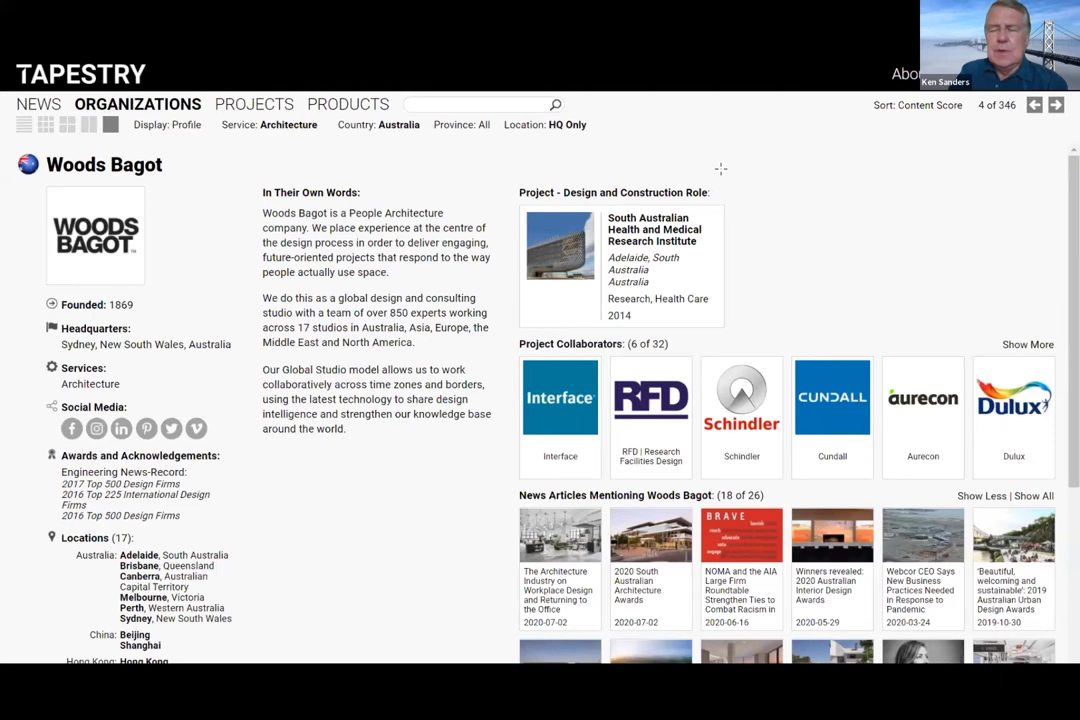 TAPESTRY
Abo
Ken Sanders
NEWS ORGANIZATIONS PROJECTS PRODUCTS
Sort: Content Score 4 of 346
Display: Profile Service: Architecture Country: Australia Province: All Location: HQ Only
Woods Bagot
WOODS
BAGOT™
Founded: 1869
Headquarters:
Sydney, New South Wales, Australia
Services:
Architecture
Social Media:
Awards and Acknowledgements:
Engineering News-Record:
2017 Top 500 Design Firms
2016 Top 225 International Design
Firms
2016 Top 500 Design Firms
Locations (17):
Australia: Adelaide, South Australia
Brisbane, Queensland
Canberra, Australian
Capital Territory
Melbourne, Victoria
Perth, Western Australia
Sydney, New South Wales
China: Beijing
Shanghai
Hong Kong: Hong Kong
In Their Own Words:
Woods Bagot is a People Architecture
company. We place experience at the centre of
the design process in order to deliver engaging,
future-oriented projects that respond to the way
people actually use space.
We do this as a global design and consulting
studio with a team of over 850 experts working
across 17 studios in Australia, Asia, Europe, the
Middle East and North America.
Our Global Studio model allows us to work
collaboratively across time zones and borders,
using the latest technology to share design
intelligence and strengthen our knowledge base
around the world.
Project - Design and Construction Role:
South Australian
Health and Medical
Research Institute
Adelaide, South
Australia
Australia
Research, Health Care
2014
Project Collaborators: (6 of 32) Show More
Interface
RFD
Schindler
CUNDALL
aurecon
Dulux
Interface
RFD | Research
Facilities Design
Schindler
Cundall
Aurecon
Dulux
News Articles Mentioning Woods Bagot: (18 of 26) Show Less | Show All
BRAVE
The Architecture
Industry on
Workplace Design
and Returning to
the Office
2020-07-02
2020 South
Australian
Architecture
Awards
2020-07-02
NOMA and the AIA
Large Firm
Roundtable
Strengthen Ties to
Combat Racism in
2020-06-16
Winners revealed:
2020 Australian
Interior Design
Awards
2020-05-29
Webcor CEO Says
New Business
Practices Needed
in Response to
Pandemic
2020-03-24
'Beautiful,
welcoming and
sustainable': 2019
Australian Urban
Design Awards
2019-10-30